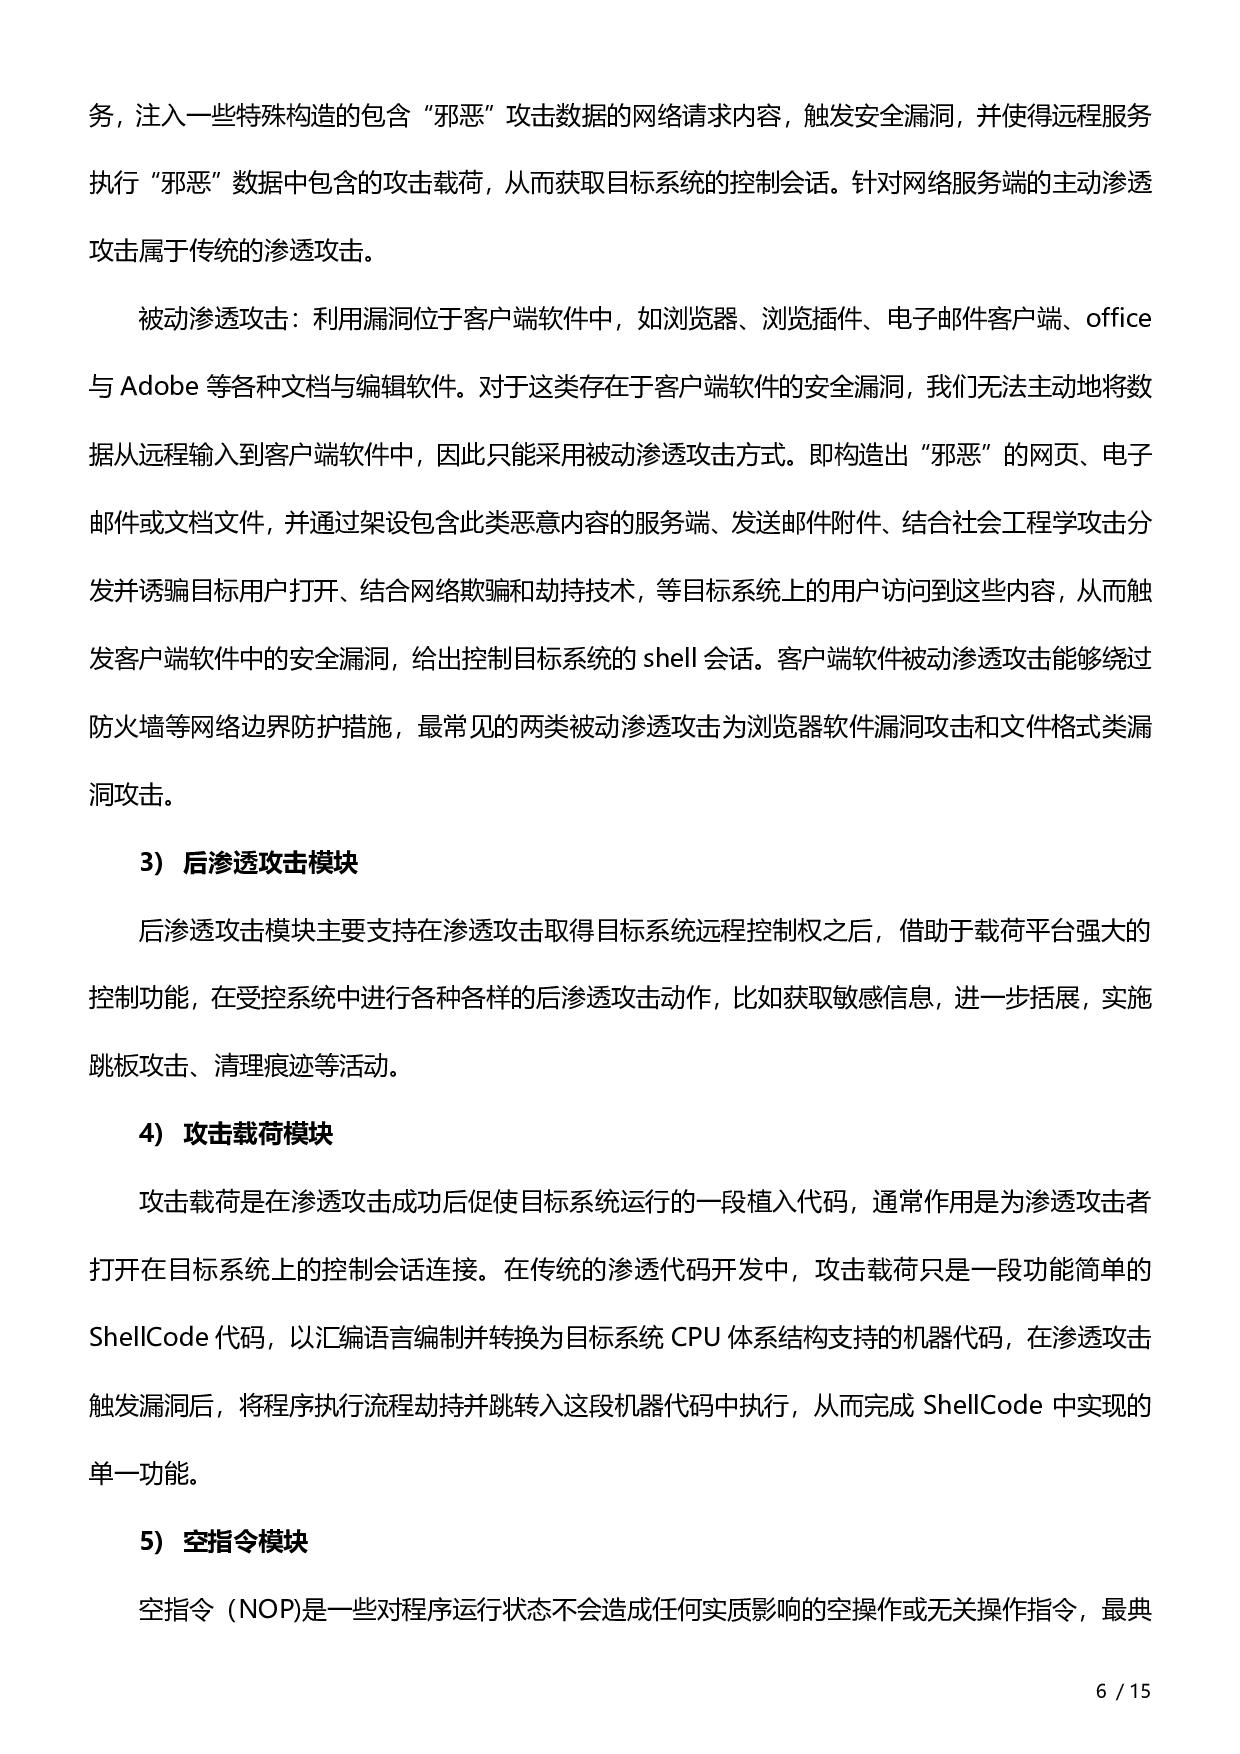 务，注入一些特殊构造的包含“邪恶”攻击数据的网络请求内容，触发安全漏洞，并使得远程服务
执行“邪恶”数据中包含的攻击载荷，从而获取目标系统的控制会话。针对网络服务端的主动渗透
攻击属于传统的渗透攻击。
被动渗透攻击：利用漏洞位于客户端软件中，如浏览器、浏览插件、电子邮件客户端、office
与 Adobe 等各种文档与编辑软件。对于这类存在于客户端软件的安全漏洞，我们无法主动地将数
据从远程输入到客户端软件中，因此只能采用被动渗透攻击方式。即构造出“邪恶”的网页、电子
邮件或文档文件，并通过架设包含此类恶意内容的服务端、发送邮件附件、结合社会工程学攻击分
发并诱骗目标用户打开、结合网络欺骗和劫持技术，等目标系统上的用户访问到这些内容，从而触
发客户端软件中的安全漏洞，给出控制目标系统的 shell 会话。客户端软件被动渗透攻击能够绕过
防火墙等网络边界防护措施，最常见的两类被动渗透攻击为浏览器软件漏洞攻击和文件格式类漏
洞攻击。
3) 后渗透攻击模块
后渗透攻击模块主要支持在渗透攻击取得目标系统远程控制权之后，借助于载荷平台强大的
控制功能，在受控系统中进行各种各样的后渗透攻击动作，比如获取敏感信息，进一步括展，实施
跳板攻击、清理痕迹等活动。
4) 攻击载荷模块
攻击载荷是在渗透攻击成功后促使目标系统运行的一段植入代码，通常作用是为渗透攻击者
打开在目标系统上的控制会话连接。在传统的渗透代码开发中，攻击载荷只是一段功能简单的
ShellCode 代码，以汇编语言编制并转换为目标系统 CPU 体系结构支持的机器代码，在渗透攻击
触发漏洞后，将程序执行流程劫持并跳转入这段机器代码中执行，从而完成 ShellCode 中实现的
单一功能。
5) 空指令模块
空指令（NOP)是一些对程序运行状态不会造成任何实质影响的空操作或无关操作指令，最典
6 / 15